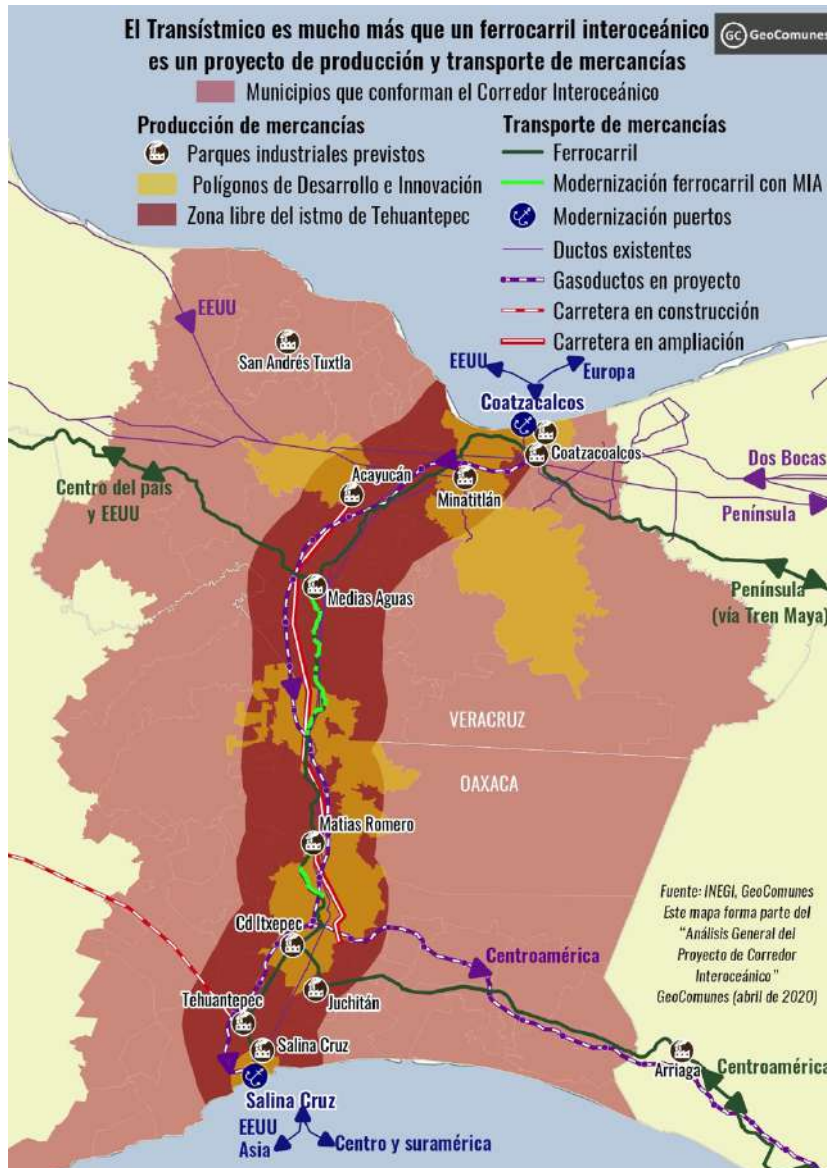 El Transístmico es mucho más que un ferrocarril interoceánico
es un proyecto de producción y transporte de mercancías
GC GeoComunes
Municipios que conforman el Corredor Interoceánico
Producción de mercancías
Parques industriales previstos
Polígonos de Desarrollo e Innovación
Zona libre del istmo de Tehuantepec
Transporte de mercancías
Ferrocarril
Modernización ferrocarril con MIA
Modernización puertos
Ductos existentes
Gasoductos en proyecto
Carretera en construcción
Carretera en ampliación
EEUU
San Andrés Tuxtla
EEUU
Europa
Coatzacalcos
Coatzacoalcos
Acayucán
Minatitlán
Dos Bocas
Península
Centro del país
y EEUU
Medias Aguas
Península
(vía Tren Maya)
VERACRUZ
OAXACA
Matias Romero
Cd Itxepec
Centroamérica
Juchitán
Tehuantepec
Salina Cruz
Salina Cruz
Arriaga
Centroamérica
EEUU
Asia
Centro y suramérica
Fuente: INEGI, GeoComunes
Este mapa forma parte del
"Análisis General del
Proyecto de Corredor
Interoceánico"
GeoComunes (abril de 2020)